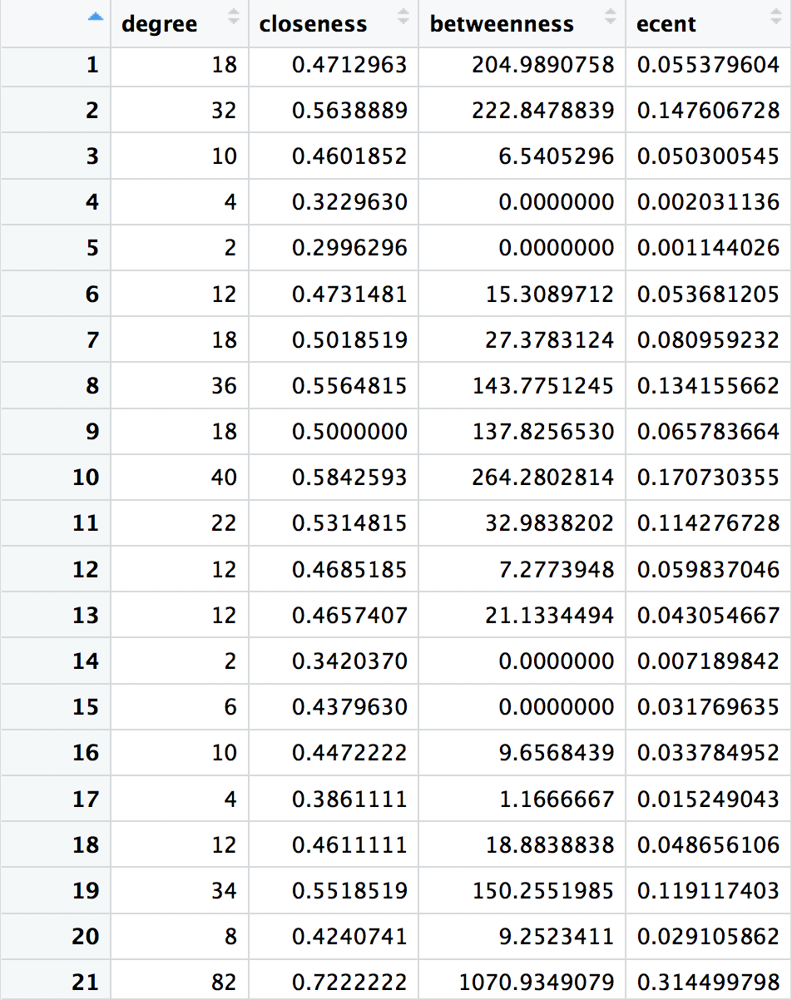 degree closeness betweenness ecent
1 18 0.4712963 204.9890758 0.055379604
2 32 0.5638889 222.8478839 0.147606728
3 10 0.4601852 6.5405296 0.050300545
4 4 0.3229630 0.0000000 0.002031136
5 2 0.2996296 0.0000000 0.001144026
6 12 0.4731481 15.3089712 0.053681205
7 18 0.5018519 27.3783124 0.080959232
8 36 0.5564815 143.7751245 0.134155662
9 18 0.5000000 137.8256530 0.065783664
10 40 0.5842593 264.2802814 0.170730355
11 22 0.5314815 32.9838202 0.114276728
12 12 0.4685185 7.2773948 0.059837046
13 12 0.4657407 21.1334494 0.043054667
14 2 0.3420370 0.0000000 0.007189842
15 6 0.4379630 0.0000000 0.031769635
16 10 0.4472222 9.6568439 0.033784952
17 4 0.3861111 1.1666667 0.015249043
18 12 0.4611111 18.8838838 0.048656106
19 34 0.5518519 150.2551985 0.119117403
20 8 0.4240741 9.2523411 0.029105862
21 82 0.7222222 1070.9349079 0.314499798